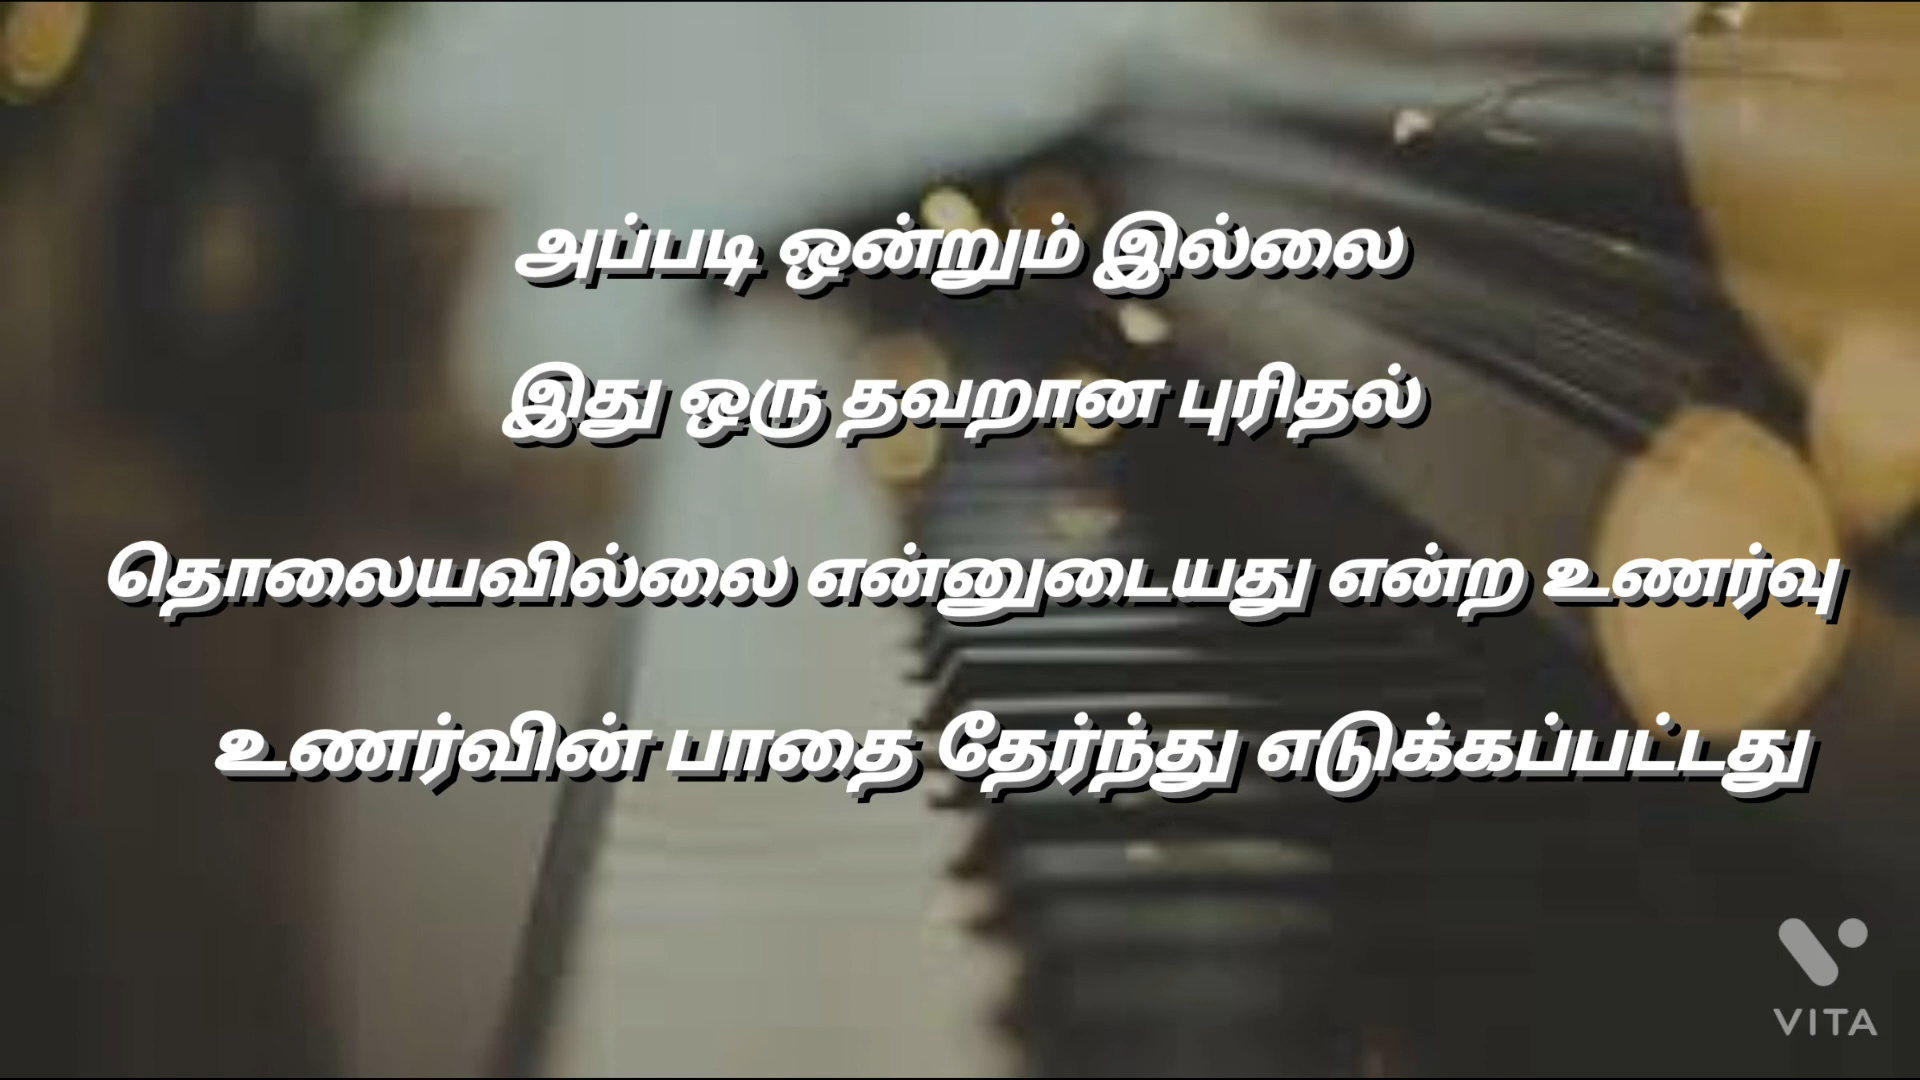 அப்படி ஒன்றும் இல்லை
இது ஒரு தவறான புரிதல்
தொலையவில்லை என்னுடையது என்ற உணர்வு
உணர்வின் பாதை தேர்ந்து எடுக்கப்பட்டது
VITA